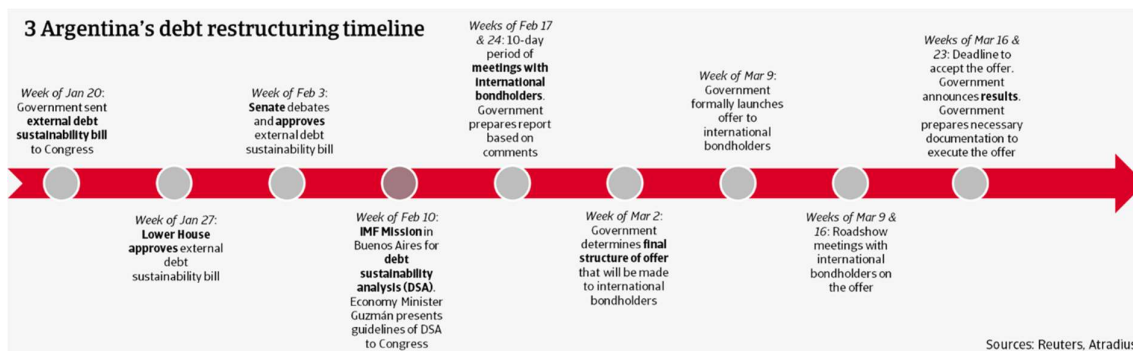 3 Argentina's debt restructuring timeline
Week of Jan 20:
Government sent
external debt
sustainability bill
to Congress
Week of Jan 27:
Lower House
approves external
debt
sustainability bill
Week of Feb 3:
Senate debates
and approves
external debt
sustainability bill
Week of Feb 10:
IMF Mission in
Buenos Aires for
debt
sustainability
analysis (DSA).
Economy Minister
Guzmán presents
guidelines of DSA
to Congress
Weeks of Feb 17
& 24: 10-day
period of
meetings with
international
bondholders.
Government
prepares report
based on
comments
Week of Mar 2:
Government
determines final
structure of offer
that will be made
to international
bondholders
Week of Mar 9:
Government
formally launches
offer to
international
bondholders
Weeks of Mar 9 &
16: Roadshow
meetings with
international
bondholders on
the offer
Weeks of Mar 16 &
23: Deadline to
accept the offer.
Government
announces results.
Government
prepares necessary
documentation to
execute the offer
Sources: Reuters, Atradius